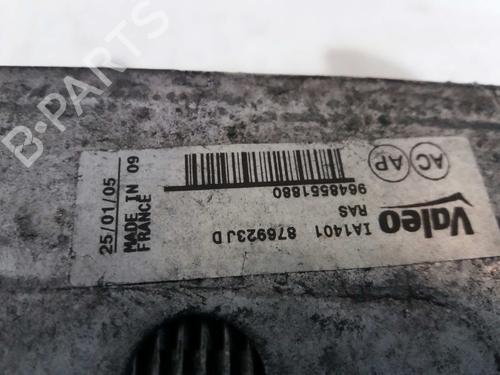 Valeo
RAS
IA1401 876923J D
9648551880
AC
AP
25/01/05
MADE IN 09
FRANCE
B-PARTS